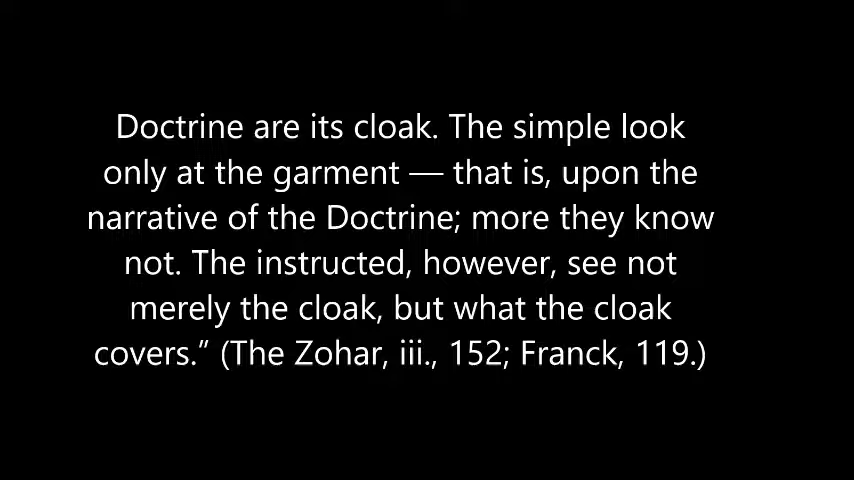 Doctrine are its cloak. The simple look
only at the garment — that is, upon the
narrative of the Doctrine; more they know
not. The instructed, however, see not
merely the cloak, but what the cloak
covers.” (The Zohar, iii., 152; Franck, 119.)